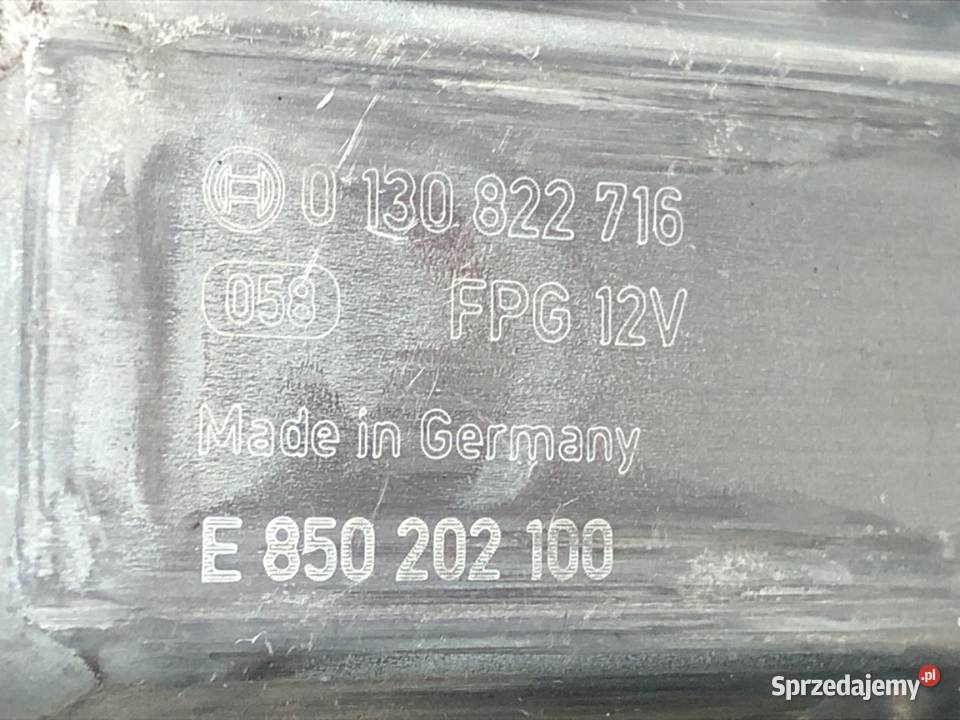 0 130 822 716
058 FPG 12V
Made in Germany
E 850 202 100
Sprzedajemy.pl